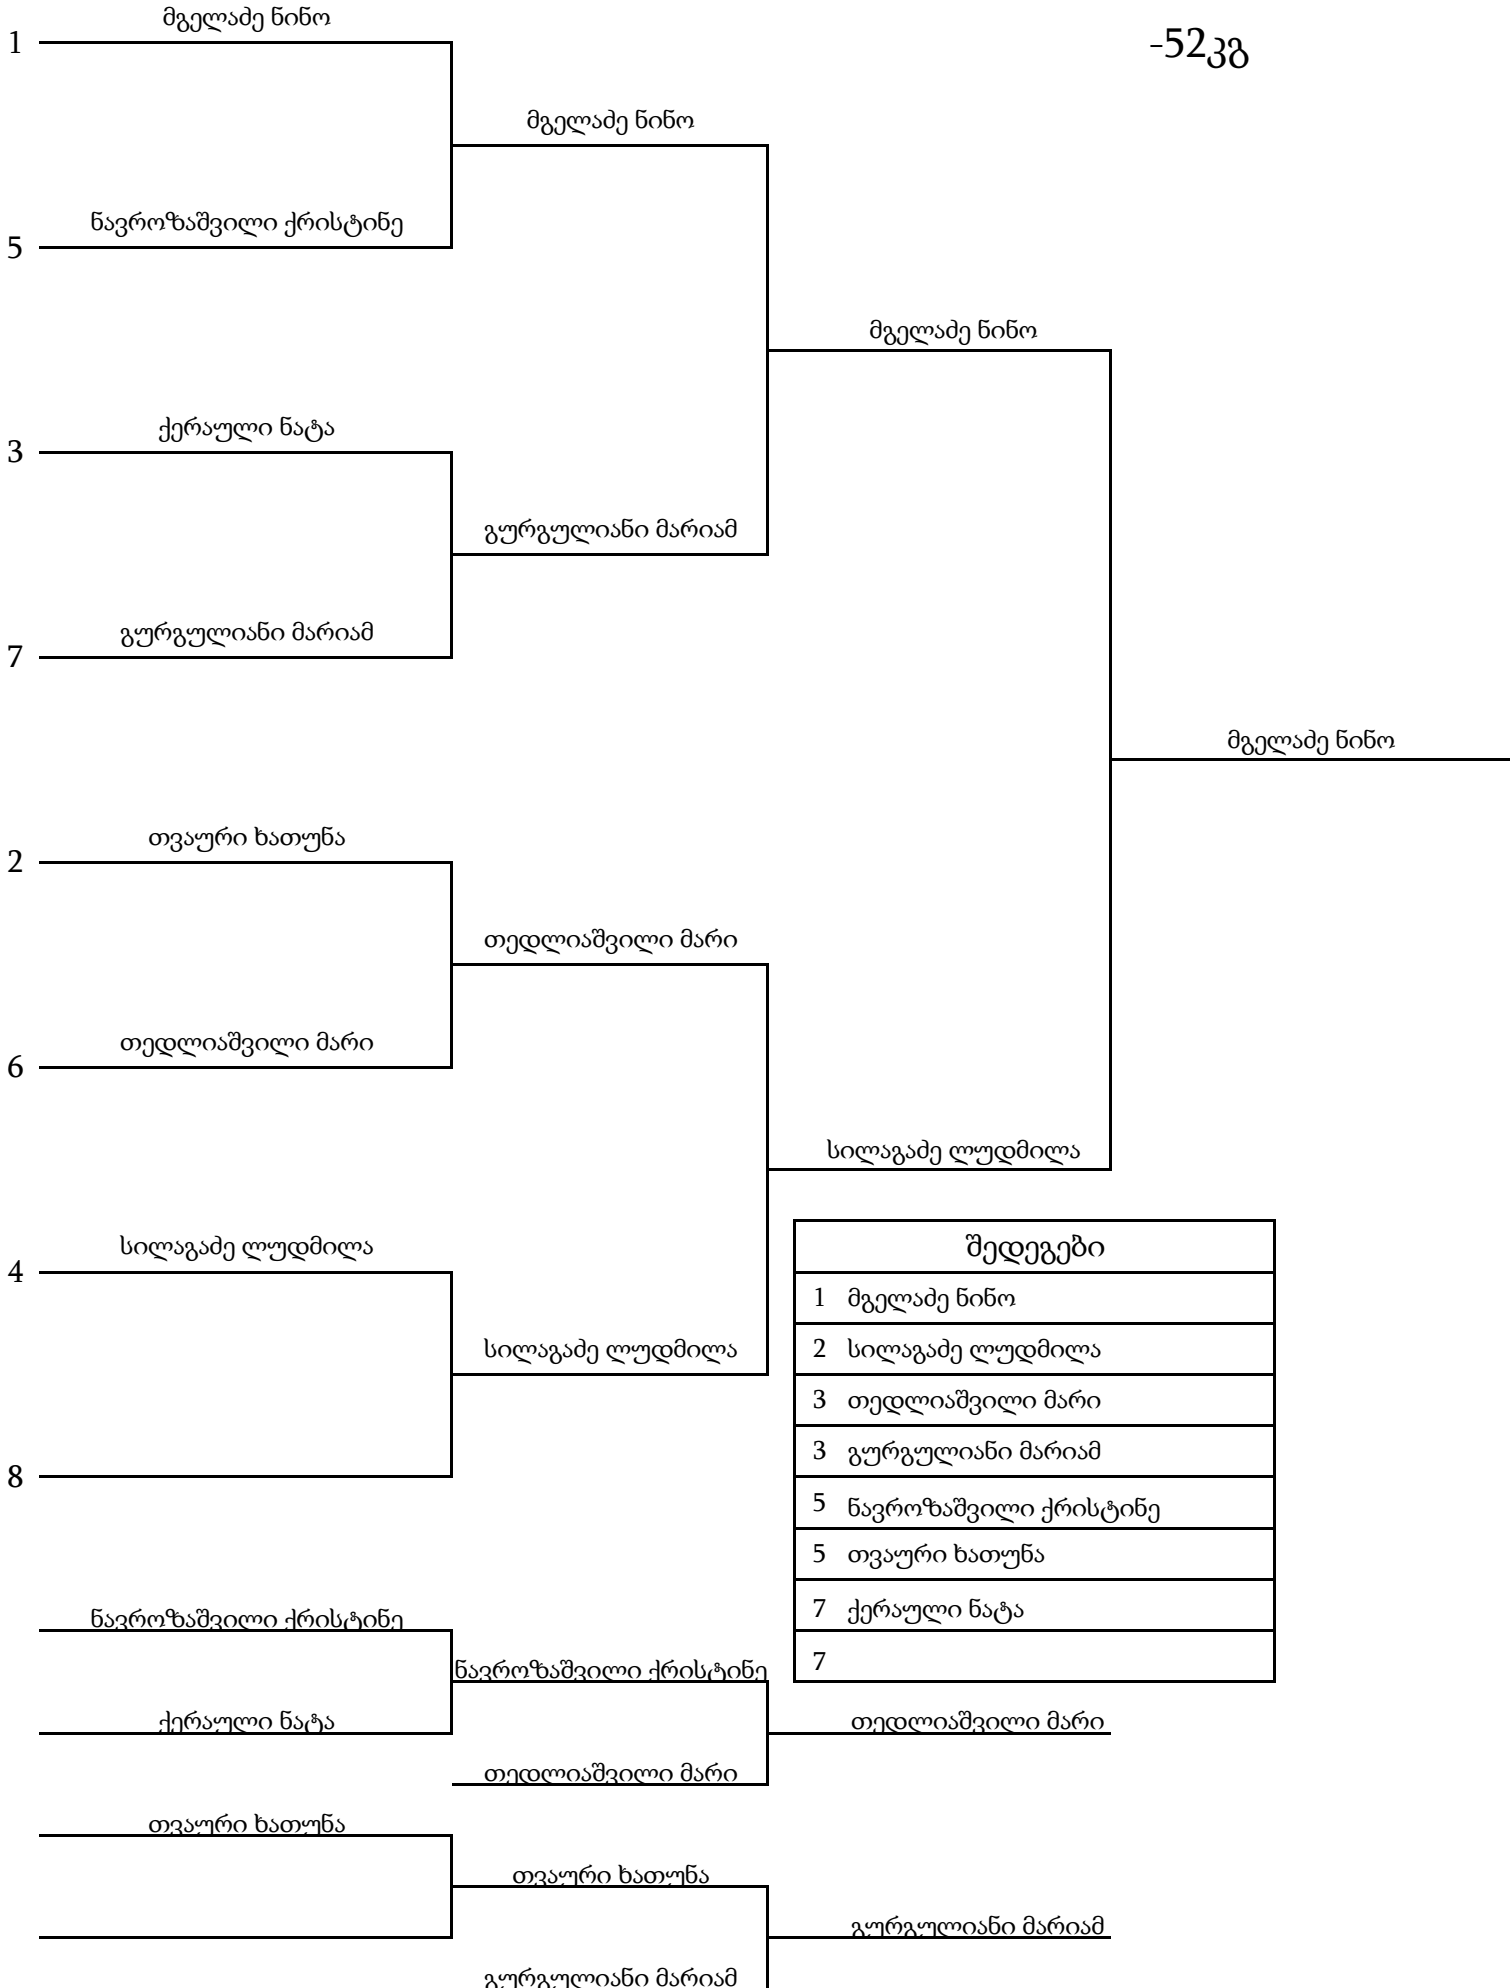 მგელაძე ნინო
1
-52კგ
მგელაძე ნინო
ნავროზაშვილი ქრისტინე
5
მგელაძე ნინო
ქერაული ნატა
3
გურგულიანი მარიამ
გურგულიანი მარიამ
7
მგელაძე ნინო
თვაური ხათუნა
2
თედლიაშვილი მარი
თედლიაშვილი მარი
6
სილაგაძე ლუდმილა
სილაგაძე ლუდმილა
4
სილაგაძე ლუდმილა
8
შედეგები
1 მგელაძე ნინო
2 სილაგაძე ლუდმილა
3 თედლიაშვილი მარი
3 გურგულიანი მარიამ
5 ნავროზაშვილი ქრისტინე
5 თვაური ხათუნა
7 ქერაული ნატა
7
ნავროზაშვილი ქრისტინე
ნავროზაშვილი ქრისტინე
ქერაული ნატა
თედლიაშვილი მარი
თედლიაშვილი მარი
თვაური ხათუნა
თვაური ხათუნა
გურგულიანი მარიამ
გურგულიანი მარიამ